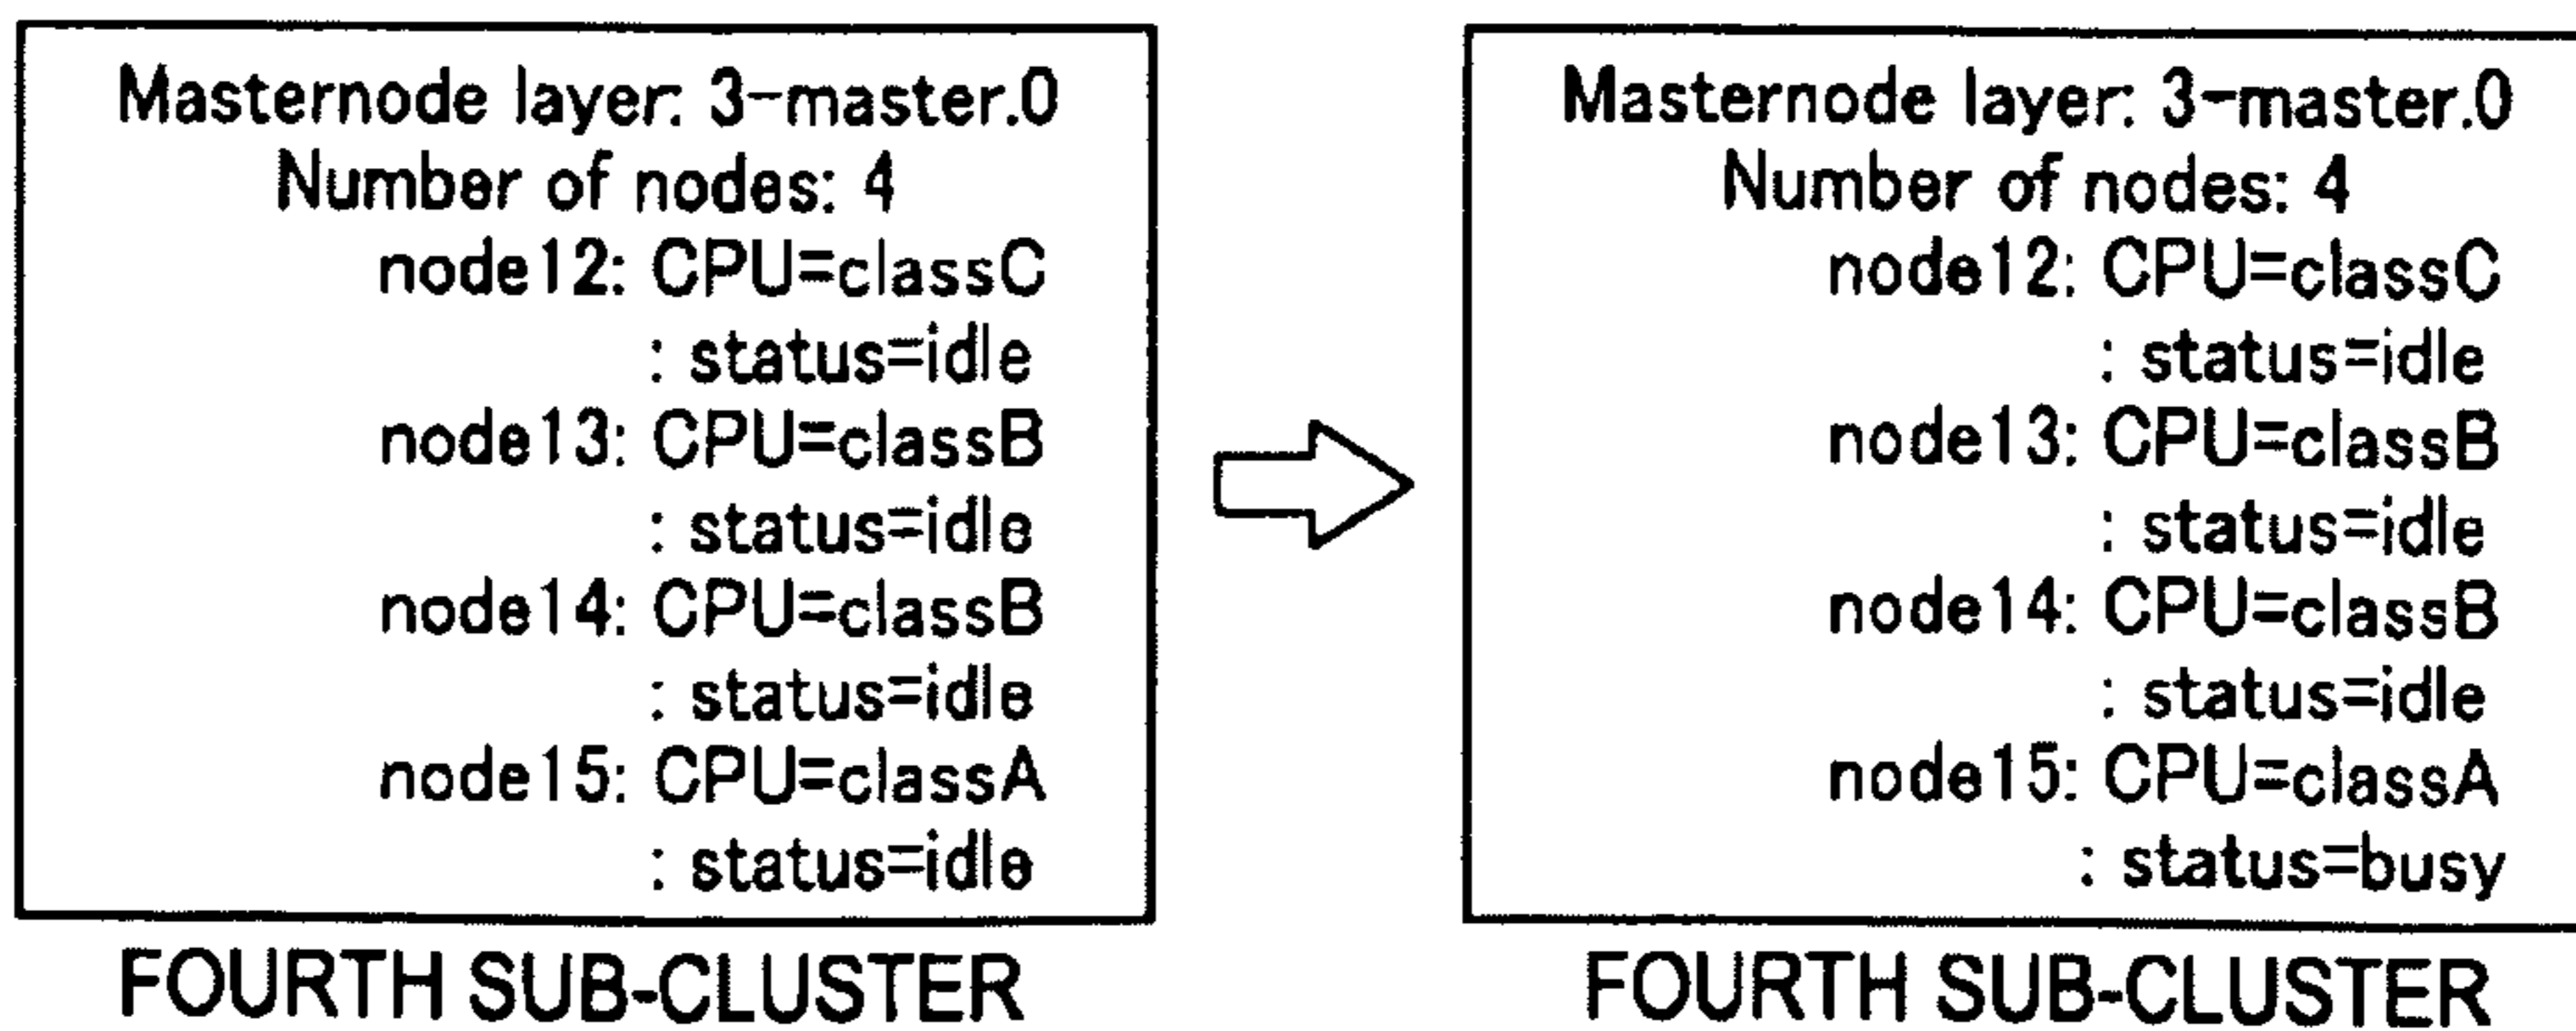 Masternode layer: 3-master.0
Number of nodes: 4
node12: CPU=classC
: status=idle
node13: CPU=classB
: status=idle
node14: CPU=classB
: status=idle
node15: CPU=classA
: status=idle
FOURTH SUB-CLUSTER
Masternode layer: 3-master.0
Number of nodes: 4
node12: CPU=classC
: status=idle
node13: CPU=classB
: status=idle
node14: CPU=classB
: status=idle
node15: CPU=classA
: status=busy
FOURTH SUB-CLUSTER